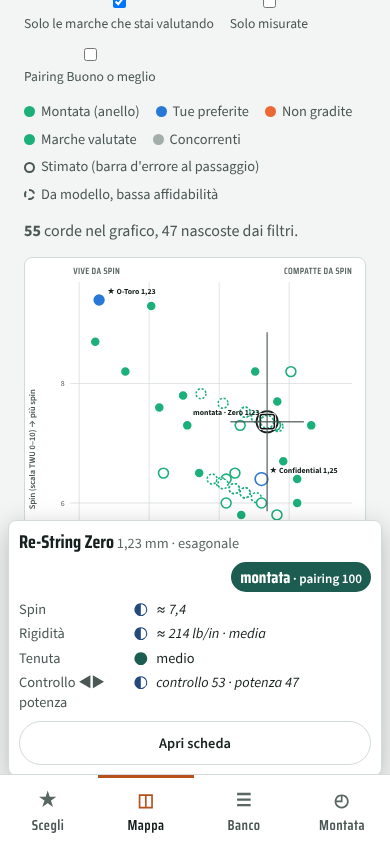 Solo le marche che stai valutando
Solo misurate
Pairing Buono o meglio
Montata (anello)
Tue preferite
Non gradite
Marche valutate
Concorrenti
Stimato (barra d'errore al passaggio)
Da modello, bassa affidabilità
55 corde nel grafico, 47 nascoste dai filtri.
VIVE DA SPIN
COMPATTE DA SPIN
★ O-Toro 1,23
8
montata · Zero 1,23
★ Confidential 1,25
6
Spin (scala TWU 0–10) → più spin
Re-String Zero 1,23 mm · esagonale
montata · pairing 100
Spin ≈ 7,4
Rigidità ≈ 214 lb/in · media
Tenuta medio
Controllo ◀▶ potenza controllo 53 · potenza 47
Apri scheda
Scegli
Mappa
Banco
Montata